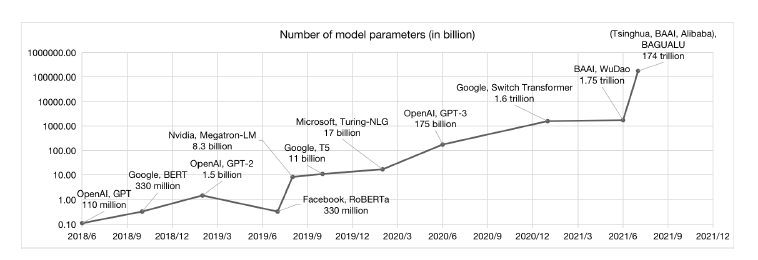 Number of model parameters (in billion)
(Tsinghua, BAAI, Alibaba),
BAGUALU
174 trillion
1000000.00
100000.00
10000.00
1000.00
100.00
10.00
1.00
0.10
OpenAI, GPT
110 million
Google, BERT
330 million
OpenAI, GPT-2
1.5 billion
Nvidia, Megatron-LM
8.3 billion
Facebook, RoBERTa
330 million
Google, T5
11 billion
Microsoft, Turing-NLG
17 billion
OpenAI, GPT-3
175 billion
Google, Switch Transformer
1.6 trillion
BAAI, WuDao
1.75 trillion
2018/6 2018/9 2018/12 2019/3 2019/6 2019/9 2019/12 2020/3 2020/6 2020/9 2020/12 2021/3 2021/6 2021/9 2021/12